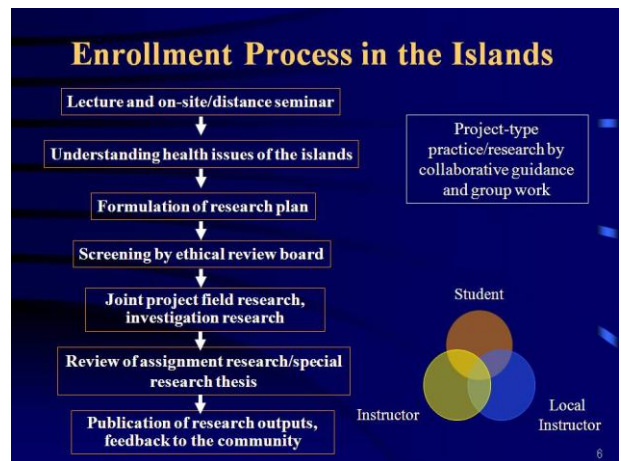 Enrollment Process in the Islands
Lecture and on-site/distance seminar
Understanding health issues of the islands
Formulation of research plan
Screening by ethical review board
Joint project field research,
investigation research
Review of assignment research/special
research thesis
Publication of research outputs,
feedback to the community
Project-type
practice/research by
collaborative guidance
and group work
Student
Instructor
Local
Instructor
6